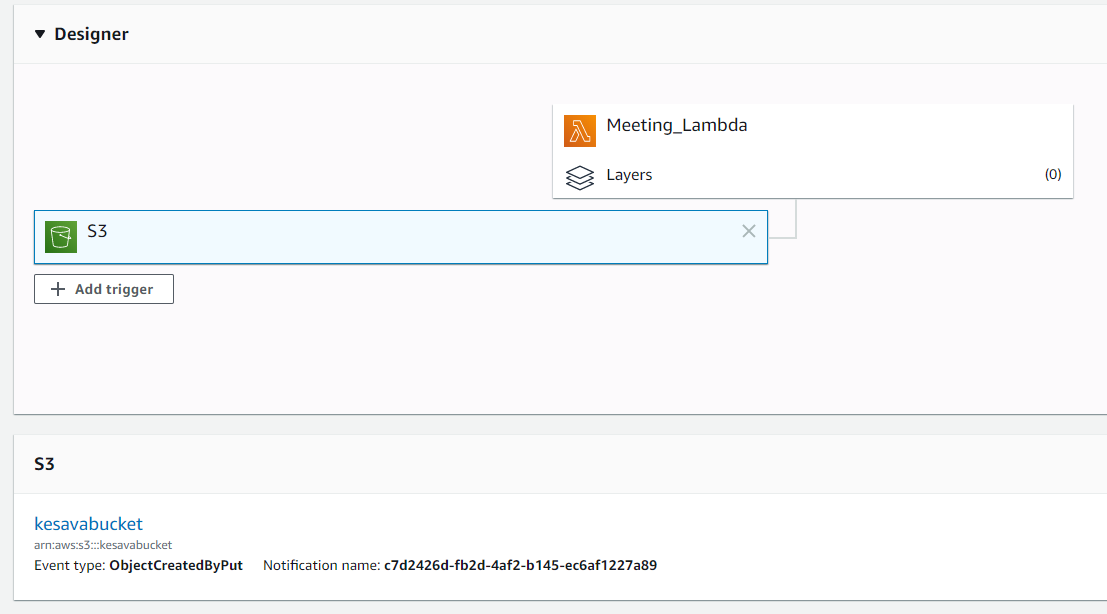 Designer
Meeting_Lambda
Layers (0)
S3
Add trigger
S3
kesavabucket
arn:aws:s3:::kesavabucket
Event type: ObjectCreatedByPut Notification name: c7d2426d-fb2d-4af2-b145-ec6af1227a89